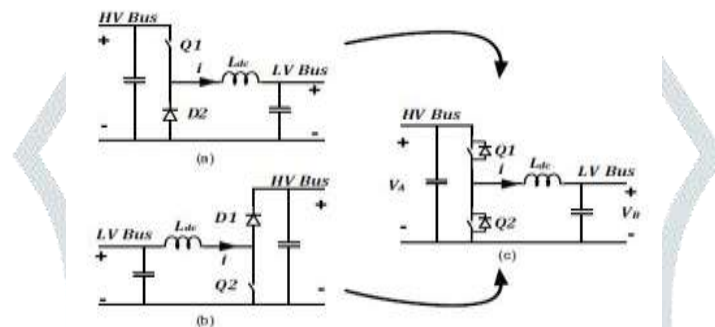 HV Bus
+
Q1
Ldc
i
LV Bus
+
D2
-
-
(a)
HV Bus
+
D1
LV Bus
Ldc
+
i
Q2
-
-
(b)
HV Bus
+
Q1
Ldc
i
LV Bus
+
VA
VB
Q2
-
-
(c)